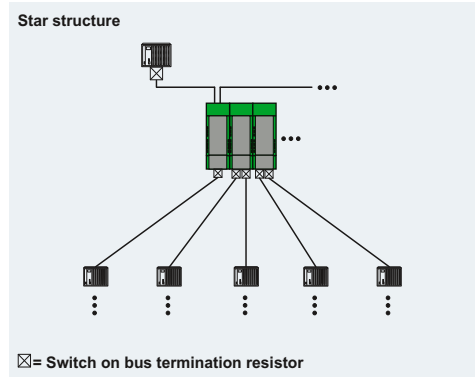 Star structure
= Switch on bus termination resistor